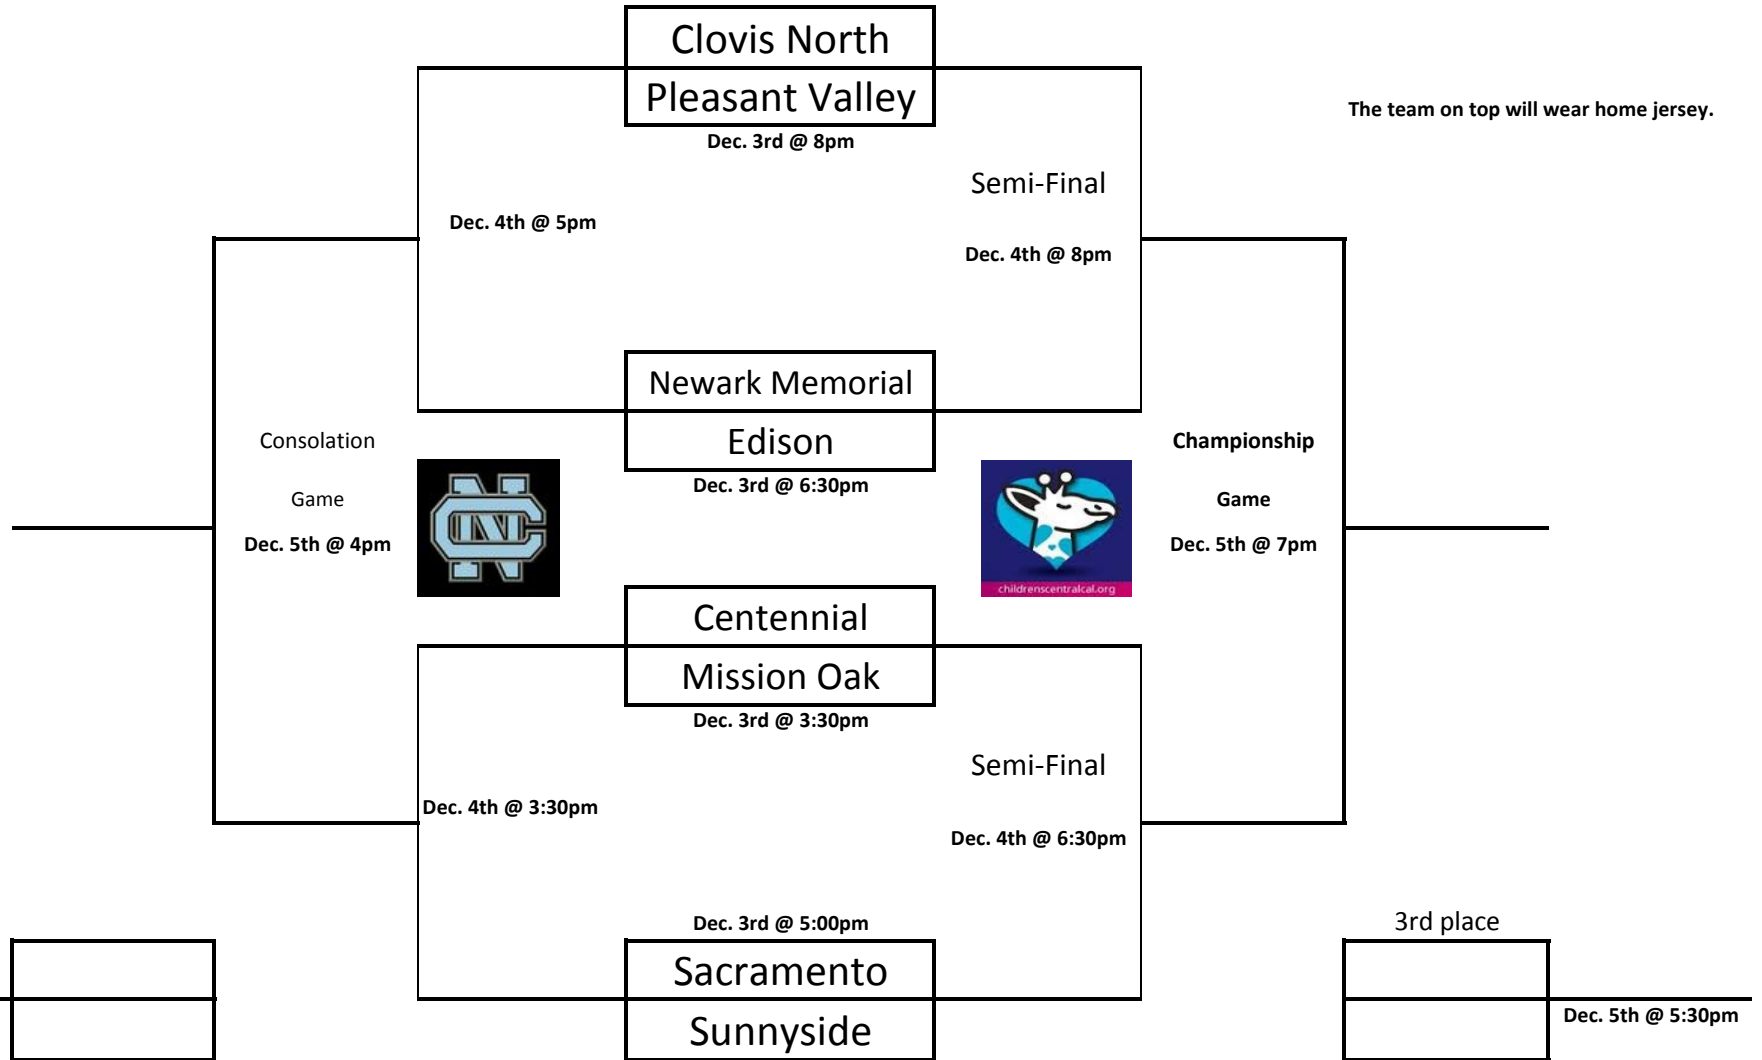 Clovis North
Pleasant Valley
Dec. 3rd @ 8pm
The team on top will wear home jersey.
Semi-Final
Dec. 4th @ 5pm
Dec. 4th @ 8pm
Newark Memorial
Edison
Dec. 3rd @ 6:30pm
Consolation
Game
Dec. 5th @ 4pm
CN
childrenscentralcal.org
Championship
Game
Dec. 5th @ 7pm
Centennial
Mission Oak
Dec. 3rd @ 3:30pm
Semi-Final
Dec. 4th @ 3:30pm
Dec. 4th @ 6:30pm
Dec. 3rd @ 5:00pm
Sacramento
Sunnyside
3rd place
Dec. 5th @ 5:30pm